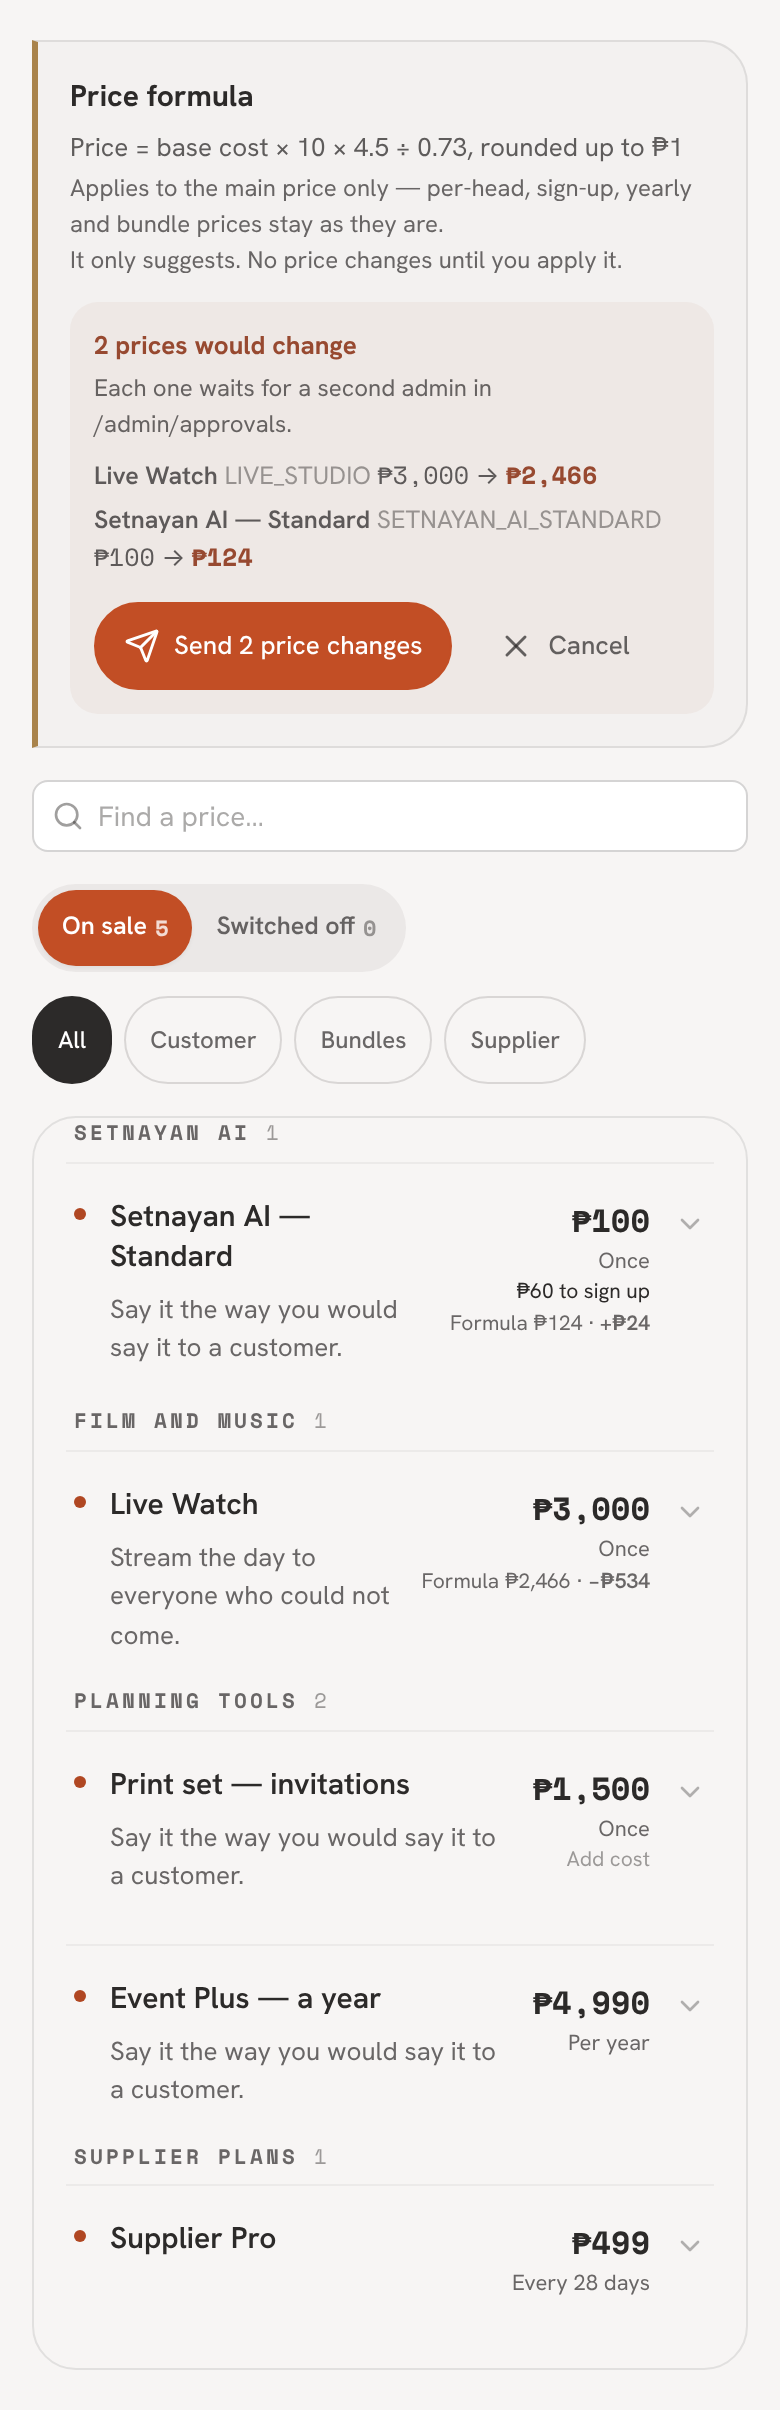 Price formula
Price = base cost × 10 × 4.5 ÷ 0.73, rounded up to ₱1
Applies to the main price only — per-head, sign-up, yearly
and bundle prices stay as they are.
It only suggests. No price changes until you apply it.
2 prices would change
Each one waits for a second admin in
/admin/approvals.
Live Watch LIVE_STUDIO ₱3,000 → ₱2,466
Setnayan AI — Standard SETNAYAN_AI_STANDARD
₱100 → ₱124
Send 2 price changes
Cancel
Find a price...
On sale 5
Switched off 0
All
Customer
Bundles
Supplier
SETNAYAN AI 1
Setnayan AI —
Standard
₱100
Once
₱60 to sign up
Formula ₱124 · +₱24
Say it the way you would
say it to a customer.
FILM AND MUSIC 1
Live Watch
₱3,000
Once
Formula ₱2,466 · −₱534
Stream the day to
everyone who could not
come.
PLANNING TOOLS 2
Print set — invitations
₱1,500
Once
Add cost
Say it the way you would say it to
a customer.
Event Plus — a year
₱4,990
Per year
Say it the way you would say it to
a customer.
SUPPLIER PLANS 1
Supplier Pro
₱499
Every 28 days